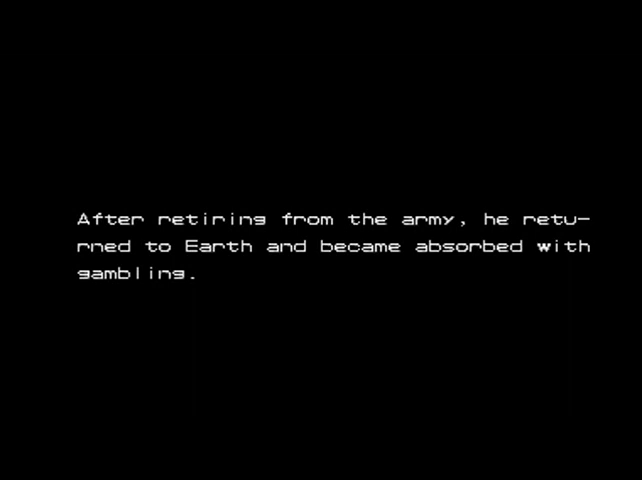 After retiring from the army, he retu-
rned to Earth and became absorbed with
gambling.